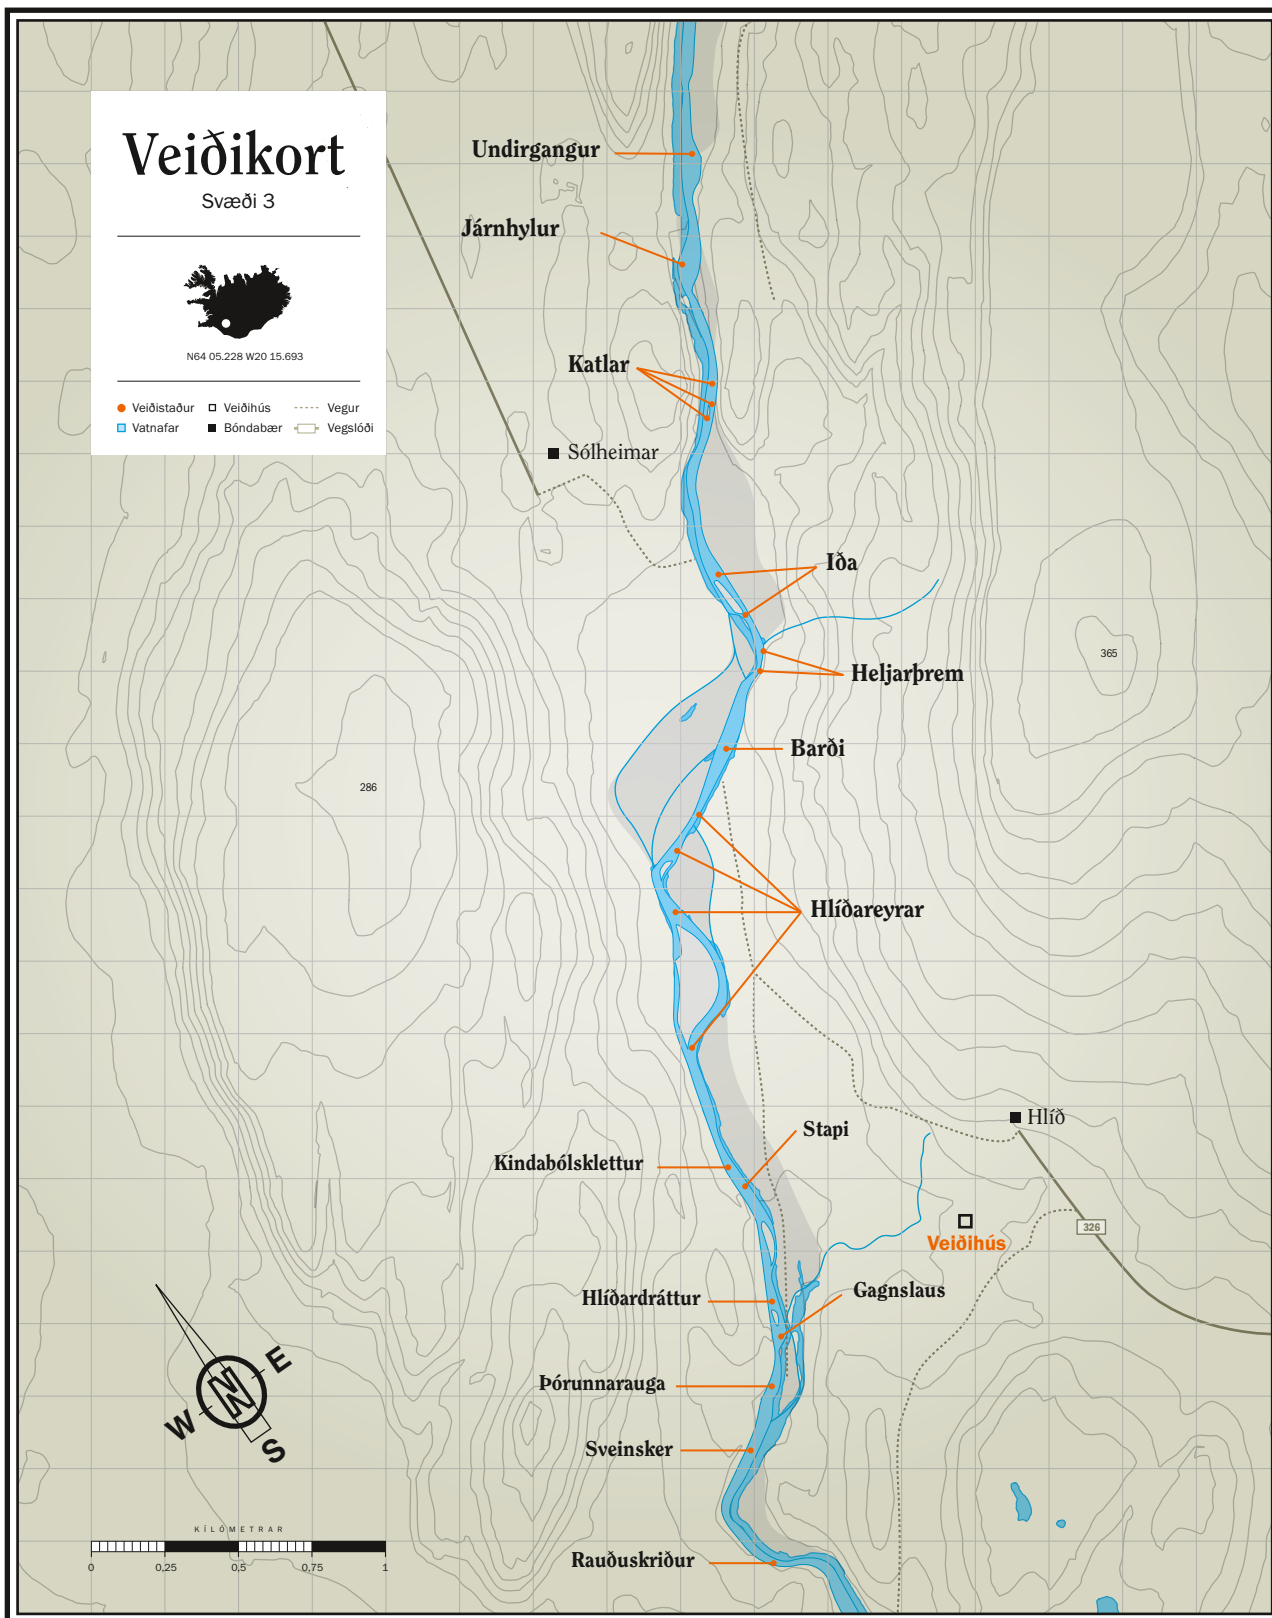 Veiðikort
Svæði 3
N64 05.228 W20 15.693
Veiðistaður
Veiðihús
Vegur
Vatnafar
Bóndabær
Vegslóði
Undirgangur
Járnhylur
Katlar
Sólheimar
Iða
365
Heljarþrem
Barði
286
Hlíðareyrar
Hlíð
Stapi
Kindabólsklettur
326
Veiðihús
Gagnslaus
Hlíðardráttur
Þórunnarauga
Sveinsker
Rauðuskriður
N
E
W
S
KÍLÓMETRAR
0 0,25 0,5 0,75 1